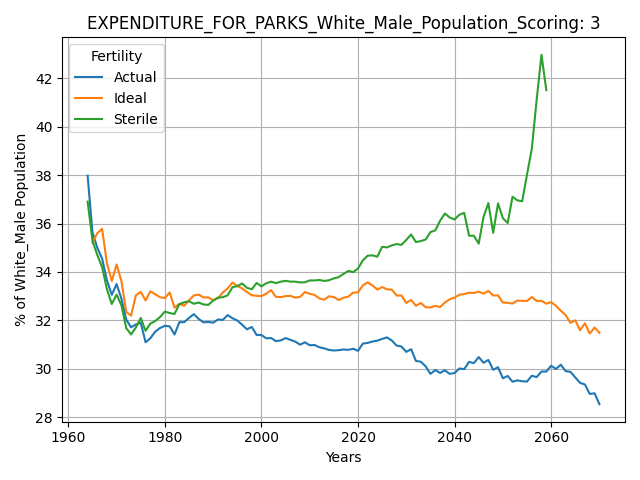 EXPENDITURE_FOR_PARKS_White_Male_Population_Scoring: 3
Fertility
Actual
Ideal
Sterile
% of White_Male Population
42
40
38
36
34
32
30
28
1960
1980
2000
2020
2040
2060
Years